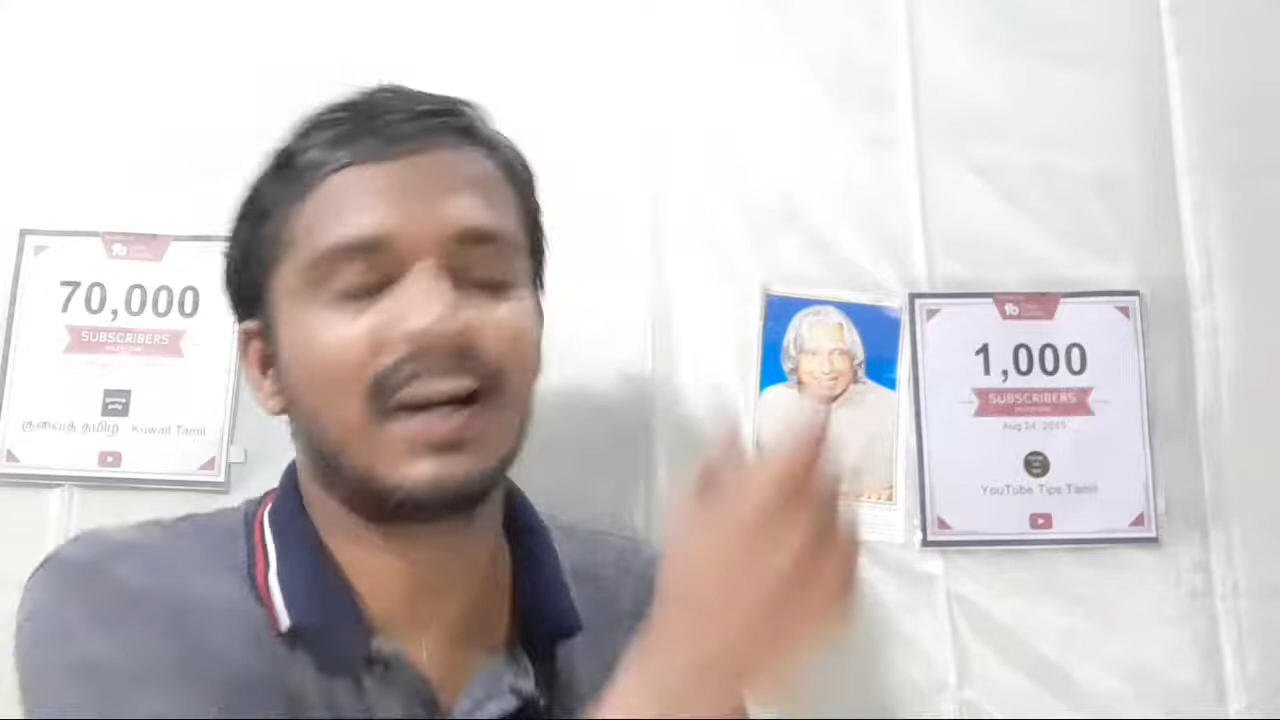 70,000
SUBSCRIBERS
குவைத் தமிழ் - Kuwait Tamil
1,000
SUBSCRIBERS
YouTube Tips Tamil